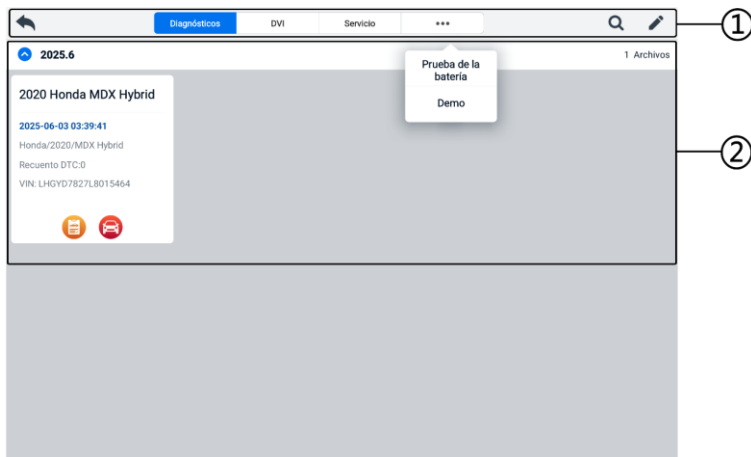 Diagnósticos DVI Servicio •••
①
2025.6
1 Archivos
Prueba de la
batería
Demo
2020 Honda MDX Hybrid
2025-06-03 03:39:41
Honda/2020/MDX Hybrid
Recuento DTC:0
VIN: LHGYD7827L8015464
②